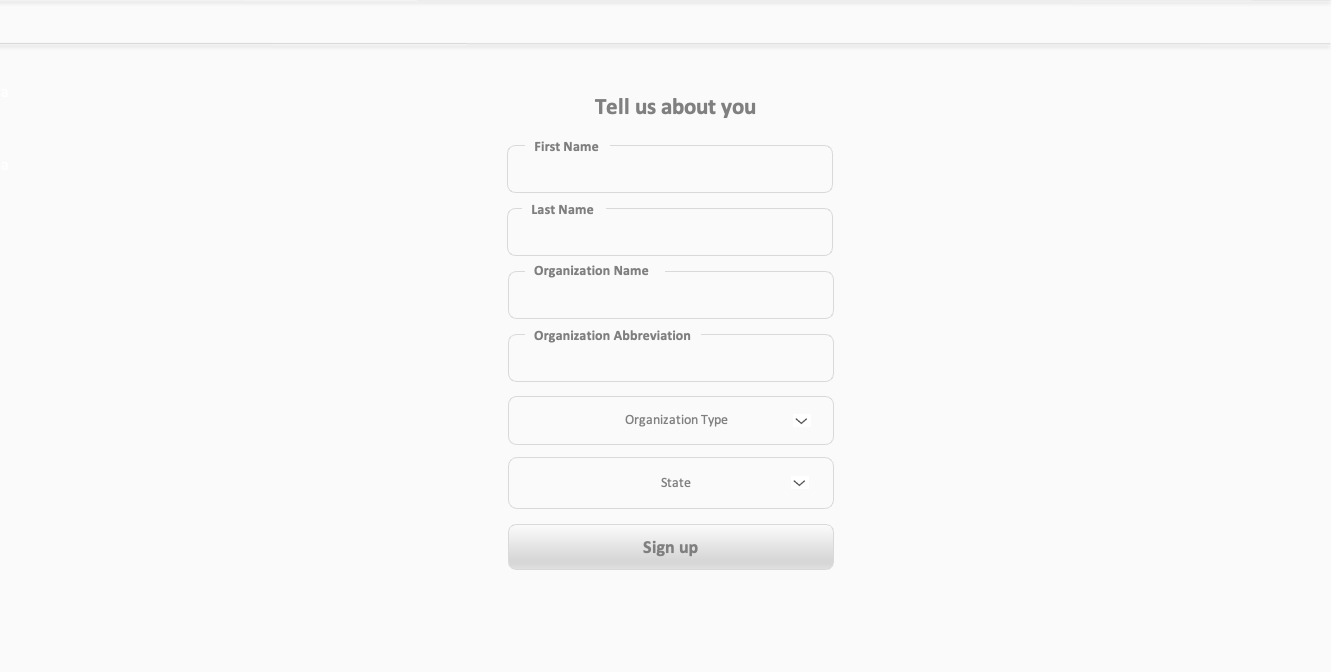 Tell us about you
First Name
Last Name
Organization Name
Organization Abbreviation
Organization Type
State
Sign up